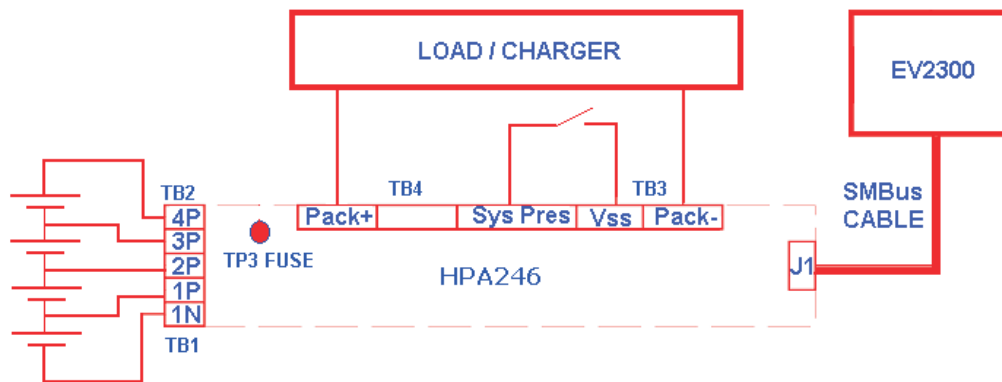 LOAD / CHARGER
EV2300
TB2
TB4
TB3
SMBus
CABLE
4P
3P
2P
1P
1N
Pack+
Sys Pres
Vss
Pack-
TP3 FUSE
HPA246
J1
TB1